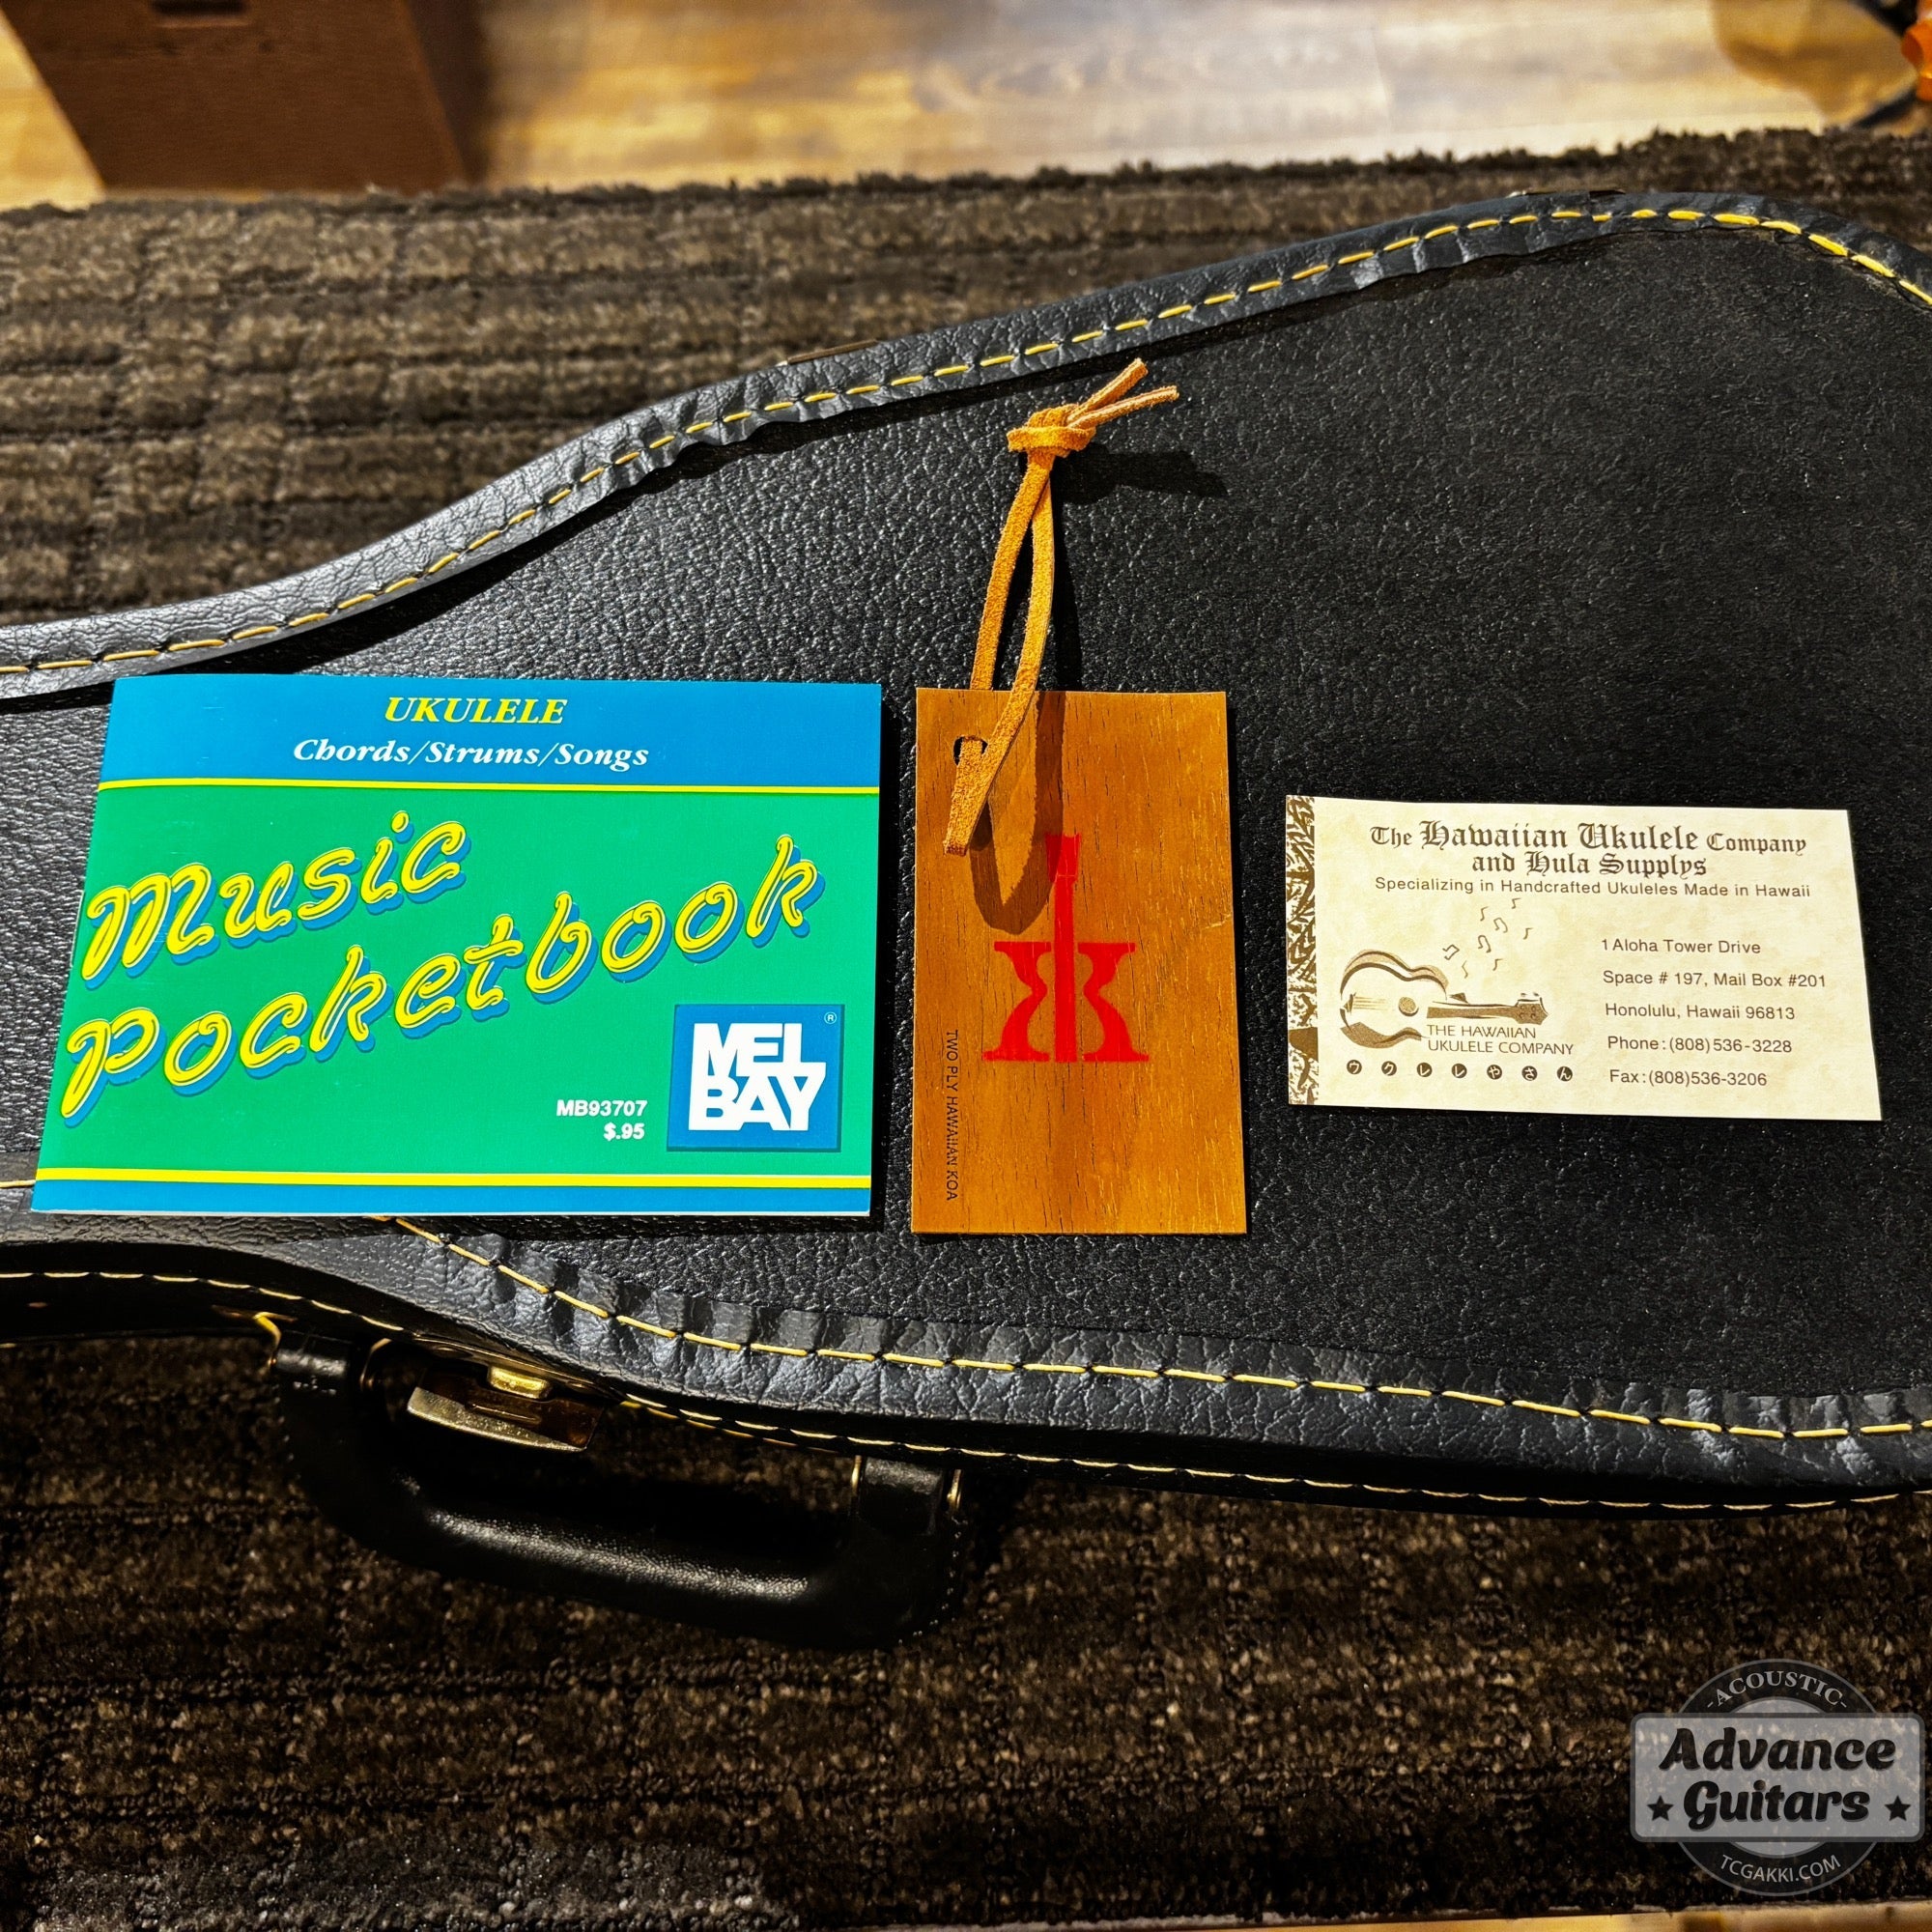 UKULELE
Chords/Strums/Songs
Music
Pocketbook
MB93707
$.95
MEL
BAY
®
TWO PLY HAWAIIAN KOA
The Hawaiian Ukulele Company
and Hula Supplys
Specializing in Handcrafted Ukuleles Made in Hawaii
1 Aloha Tower Drive
Space # 197, Mail Box #201
Honolulu, Hawaii 96813
Phone:(808)536-3228
Fax:(808)536-3206
THE HAWAIIAN
UKULELE COMPANY
ウクレレやさん
-ACOUSTIC-
Advance
Guitars
TCGAKKI.COM